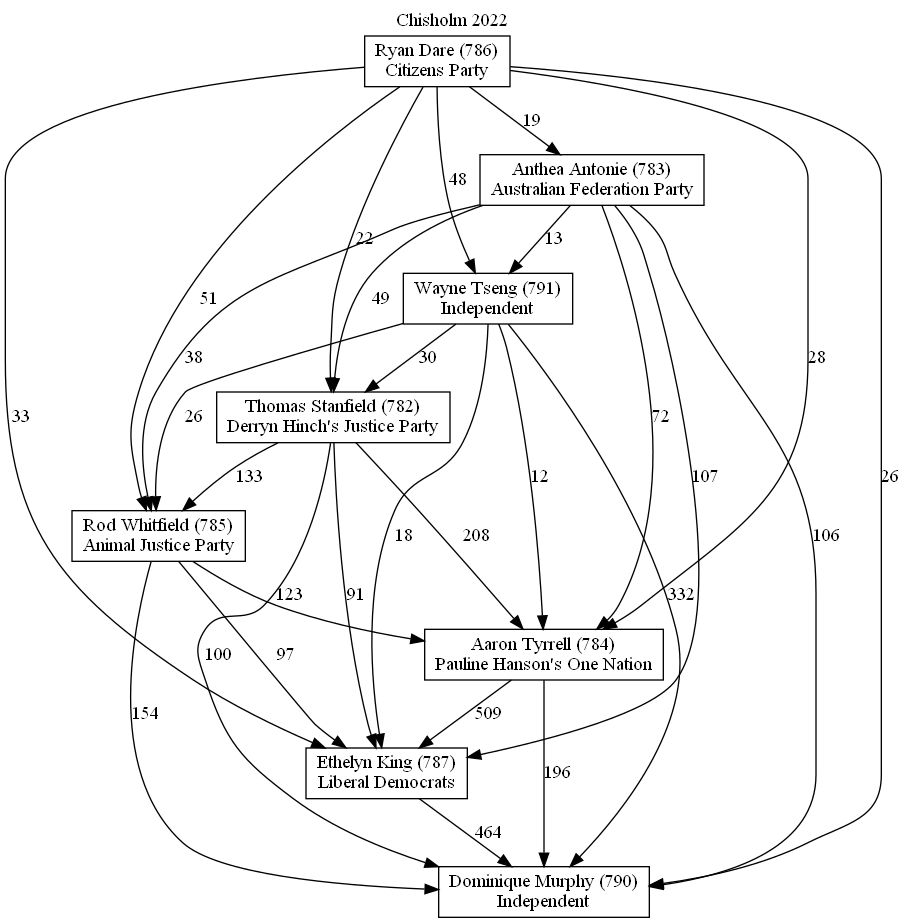 Chisholm 2022
Ryan Dare (786)
Citizens Party
19
Anthea Antonie (783)
Australian Federation Party
48
22
13
Wayne Tseng (791)
Independent
51
49
38
30
28
26
72
33
107
26
106
Thomas Stanfield (782)
Derryn Hinch's Justice Party
133
12
18
208
Rod Whitfield (785)
Animal Justice Party
123
91
332
100
97
Aaron Tyrrell (784)
Pauline Hanson's One Nation
154
509
196
Ethelyn King (787)
Liberal Democrats
464
Dominique Murphy (790)
Independent